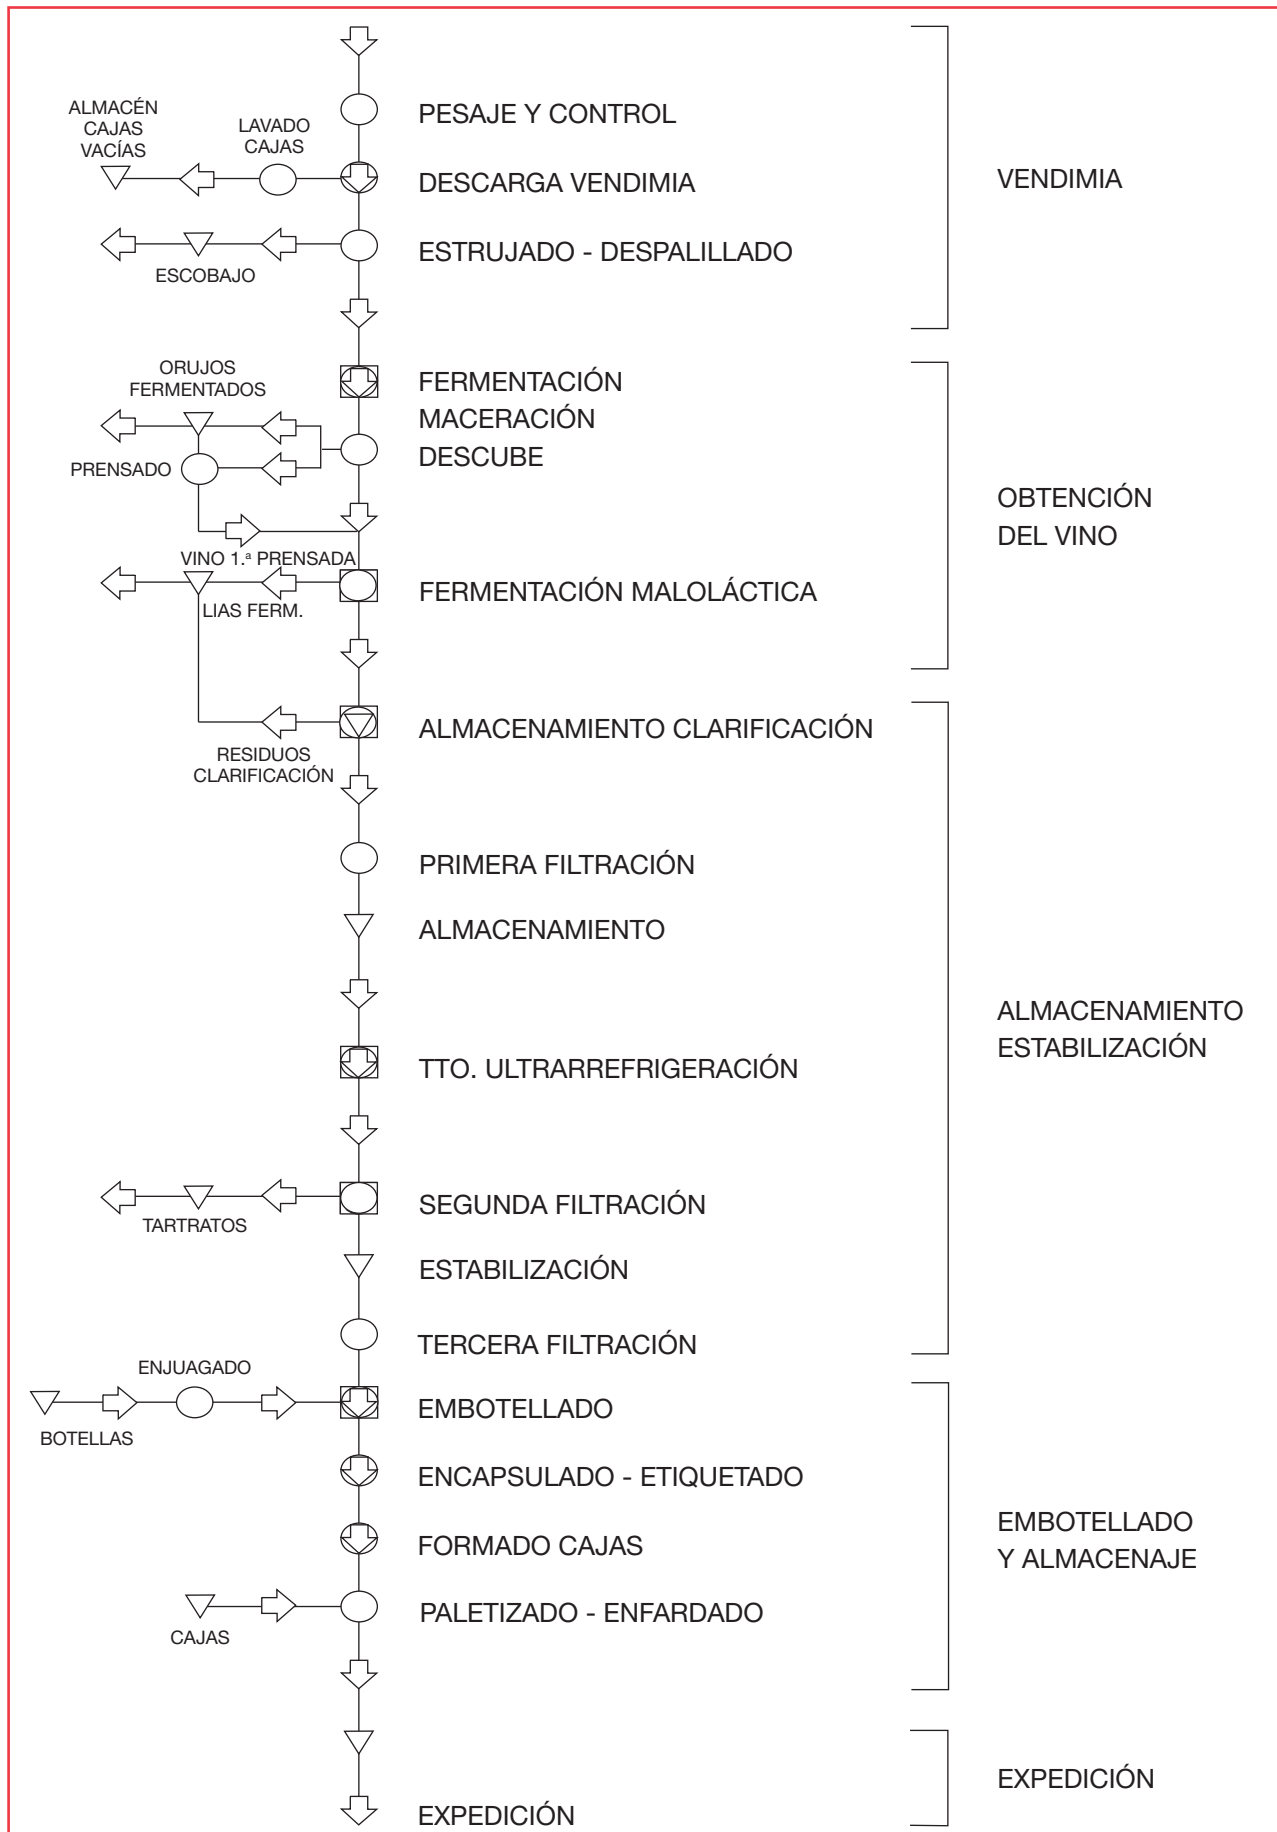 PESAJE Y CONTROL
ALMACÉN
CAJAS
VACÍAS
LAVADO
CAJAS
DESCARGA VENDIMIA
VENDIMIA
ESTRUJADO - DESPALILLADO
ESCOBAJO
ORUJOS
FERMENTADOS
FERMENTACIÓN
MACERACIÓN
DESCUBE
PRENSADO
OBTENCIÓN
DEL VINO
VINO 1.ª PRENSADA
FERMENTACIÓN MALOLÁCTICA
LIAS FERM.
ALMACENAMIENTO CLARIFICACIÓN
RESIDUOS
CLARIFICACIÓN
PRIMERA FILTRACIÓN
ALMACENAMIENTO
ALMACENAMIENTO
ESTABILIZACIÓN
TTO. ULTRARREFRIGERACIÓN
SEGUNDA FILTRACIÓN
TARTRATOS
ESTABILIZACIÓN
TERCERA FILTRACIÓN
ENJUAGADO
BOTELLAS
EMBOTELLADO
ENCAPSULADO - ETIQUETADO
FORMADO CAJAS
EMBOTELLADO
Y ALMACENAJE
CAJAS
PALETIZADO - ENFARDADO
EXPEDICIÓN
EXPEDICIÓN